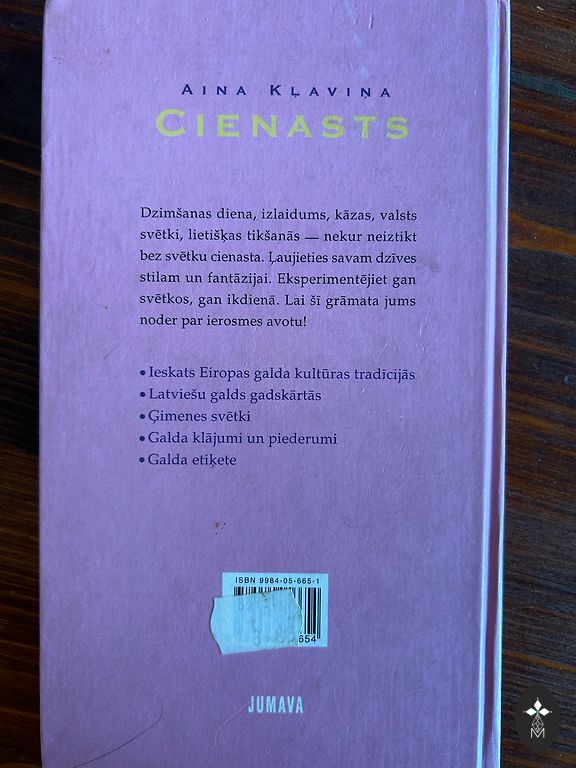 AINA KĻAVIŅA
CIENASTS
Dzimšanas diena, izlaidums, kāzas, valsts
svētki, lietišķas tikšanās — nekur neiztikt
bez svētku cienasta. Ļaujieties savam dzīves
stilam un fantāzijai. Eksperimentējiet gan
svētkos, gan ikdienā. Lai šī grāmata jums
noder par ierosmes avotu!
• Ieskats Eiropas galda kultūras tradīcijās
• Latviešu galds gadskārtās
• Ģimenes svētki
• Galda klājumi un piederumi
• Galda etiķete
ISBN 9984-05-665-1
654
JUMAVA
M